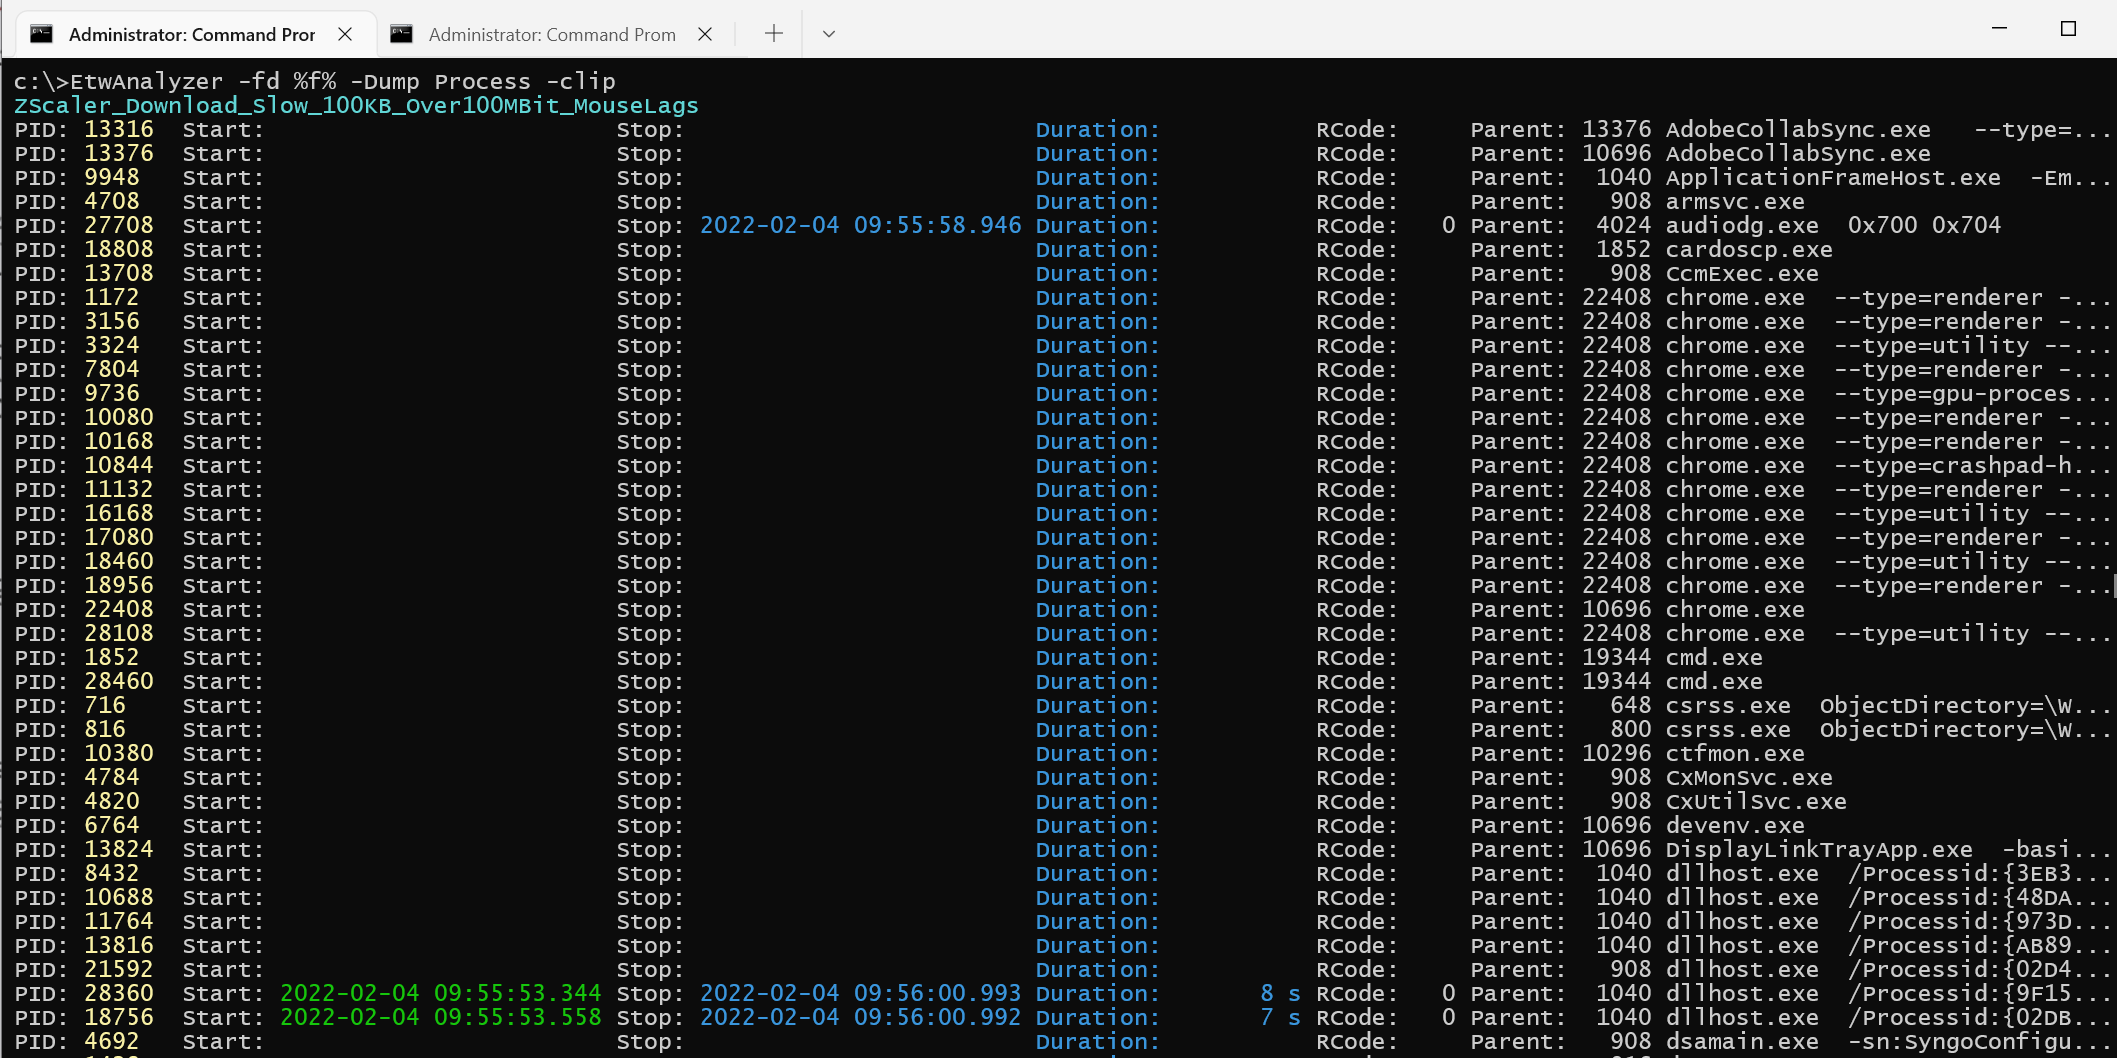 Administrator: Command Pror
Administrator: Command Prom
c:\>EtwAnalyzer -fd %f% -Dump Process -clip
ZScaler_Download_Slow_100KB_Over100MBit_MouseLags
PID: 13316 Start: Stop: Duration: RCode: Parent: 13376 AdobeCollabSync.exe --type=...
PID: 13376 Start: Stop: Duration: RCode: Parent: 10696 AdobeCollabSync.exe
PID: 9948 Start: Stop: Duration: RCode: Parent: 1040 ApplicationFrameHost.exe -Em...
PID: 4708 Start: Stop: Duration: RCode: Parent: 908 armsvc.exe
PID: 27708 Start: Stop: 2022-02-04 09:55:58.946 Duration: RCode: 0 Parent: 4024 audiodg.exe 0x700 0x704
PID: 18808 Start: Stop: Duration: RCode: Parent: 1852 cardoscp.exe
PID: 13708 Start: Stop: Duration: RCode: Parent: 908 CcmExec.exe
PID: 1172 Start: Stop: Duration: RCode: Parent: 22408 chrome.exe --type=renderer -...
PID: 3156 Start: Stop: Duration: RCode: Parent: 22408 chrome.exe --type=renderer -...
PID: 3324 Start: Stop: Duration: RCode: Parent: 22408 chrome.exe --type=utility --...
PID: 7804 Start: Stop: Duration: RCode: Parent: 22408 chrome.exe --type=renderer -...
PID: 9736 Start: Stop: Duration: RCode: Parent: 22408 chrome.exe --type=gpu-proces...
PID: 10080 Start: Stop: Duration: RCode: Parent: 22408 chrome.exe --type=renderer -...
PID: 10168 Start: Stop: Duration: RCode: Parent: 22408 chrome.exe --type=renderer -...
PID: 10844 Start: Stop: Duration: RCode: Parent: 22408 chrome.exe --type=crashpad-h...
PID: 11132 Start: Stop: Duration: RCode: Parent: 22408 chrome.exe --type=renderer -...
PID: 16168 Start: Stop: Duration: RCode: Parent: 22408 chrome.exe --type=utility --...
PID: 17080 Start: Stop: Duration: RCode: Parent: 22408 chrome.exe --type=renderer -...
PID: 18460 Start: Stop: Duration: RCode: Parent: 22408 chrome.exe --type=utility --...
PID: 18956 Start: Stop: Duration: RCode: Parent: 22408 chrome.exe --type=renderer -...
PID: 22408 Start: Stop: Duration: RCode: Parent: 10696 chrome.exe
PID: 28108 Start: Stop: Duration: RCode: Parent: 22408 chrome.exe --type=utility --...
PID: 1852 Start: Stop: Duration: RCode: Parent: 19344 cmd.exe
PID: 28460 Start: Stop: Duration: RCode: Parent: 19344 cmd.exe
PID: 716 Start: Stop: Duration: RCode: Parent: 648 csrss.exe ObjectDirectory=\W...
PID: 816 Start: Stop: Duration: RCode: Parent: 800 csrss.exe ObjectDirectory=\W...
PID: 10380 Start: Stop: Duration: RCode: Parent: 10296 ctfmon.exe
PID: 4784 Start: Stop: Duration: RCode: Parent: 908 CxMonSvc.exe
PID: 4820 Start: Stop: Duration: RCode: Parent: 908 CxUtilSvc.exe
PID: 6764 Start: Stop: Duration: RCode: Parent: 10696 devenv.exe
PID: 13824 Start: Stop: Duration: RCode: Parent: 10696 DisplayLinkTrayApp.exe -basi...
PID: 8432 Start: Stop: Duration: RCode: Parent: 1040 dllhost.exe /Processid:{3EB3...
PID: 10688 Start: Stop: Duration: RCode: Parent: 1040 dllhost.exe /Processid:{48DA...
PID: 11764 Start: Stop: Duration: RCode: Parent: 1040 dllhost.exe /Processid:{973D...
PID: 13816 Start: Stop: Duration: RCode: Parent: 1040 dllhost.exe /Processid:{AB89...
PID: 21592 Start: Stop: Duration: RCode: Parent: 908 dllhost.exe /Processid:{02D4...
PID: 28360 Start: 2022-02-04 09:55:53.344 Stop: 2022-02-04 09:56:00.993 Duration: 8 s RCode: 0 Parent: 1040 dllhost.exe /Processid:{9F15...
PID: 18756 Start: 2022-02-04 09:55:53.558 Stop: 2022-02-04 09:56:00.992 Duration: 7 s RCode: 0 Parent: 1040 dllhost.exe /Processid:{02DB...
PID: 4692 Start: Stop: Duration: RCode: Parent: 908 dsamain.exe -sn:SyngoConfigu...